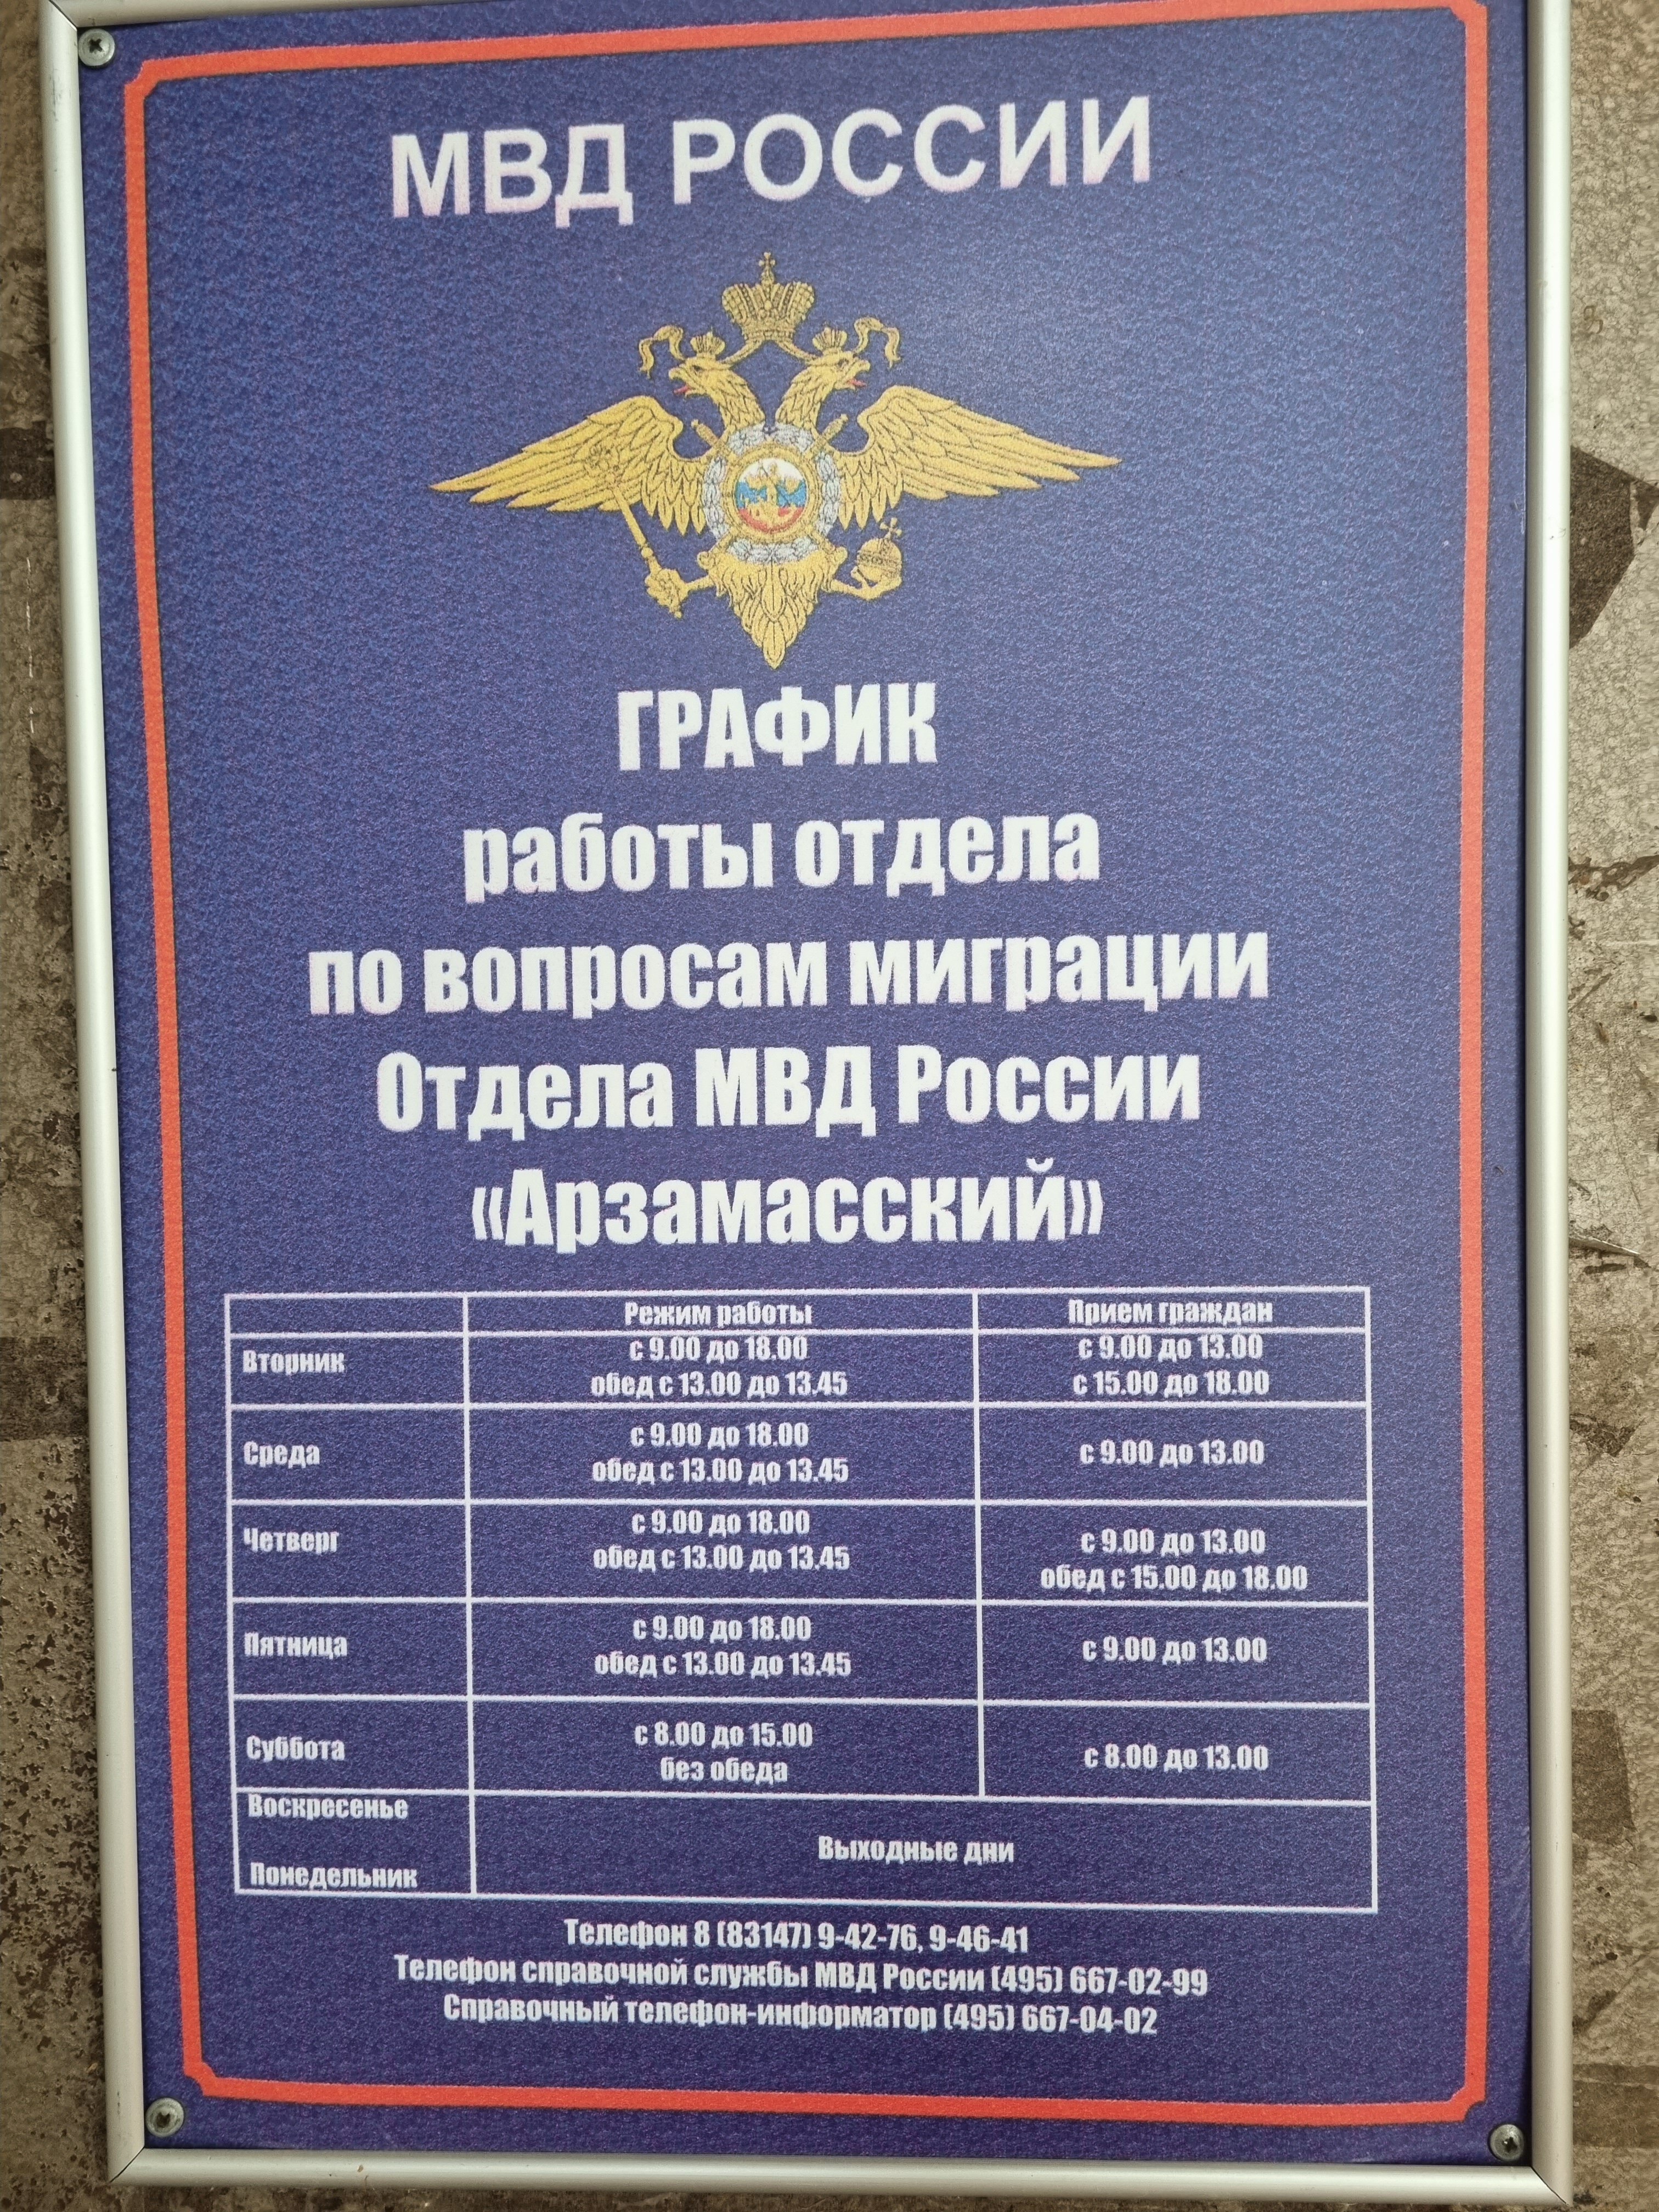 МВД РОССИИ
ГРАФИК
работы отдела
по вопросам миграции
Отдела МВД России
«Арзамасский»
Режим работы Прием граждан
Вторник с 9.00 до 18.00 с 9.00 до 13.00
обед с 13.00 до 13.45 с 15.00 до 18.00
Среда с 9.00 до 18.00 с 9.00 до 13.00
обед с 13.00 до 13.45
Четверг с 9.00 до 18.00 с 9.00 до 13.00
обед с 13.00 до 13.45 обед с 15.00 до 18.00
Пятница с 9.00 до 18.00 с 9.00 до 13.00
обед с 13.00 до 13.45
Суббота с 8.00 до 15.00 с 8.00 до 13.00
без обеда
Воскресенье
Выходные дни
Понедельник
Телефон 8 (83147) 9-42-76, 9-46-41
Телефон справочной службы МВД России (495) 667-02-99
Справочный телефон-информатор (495) 667-04-02